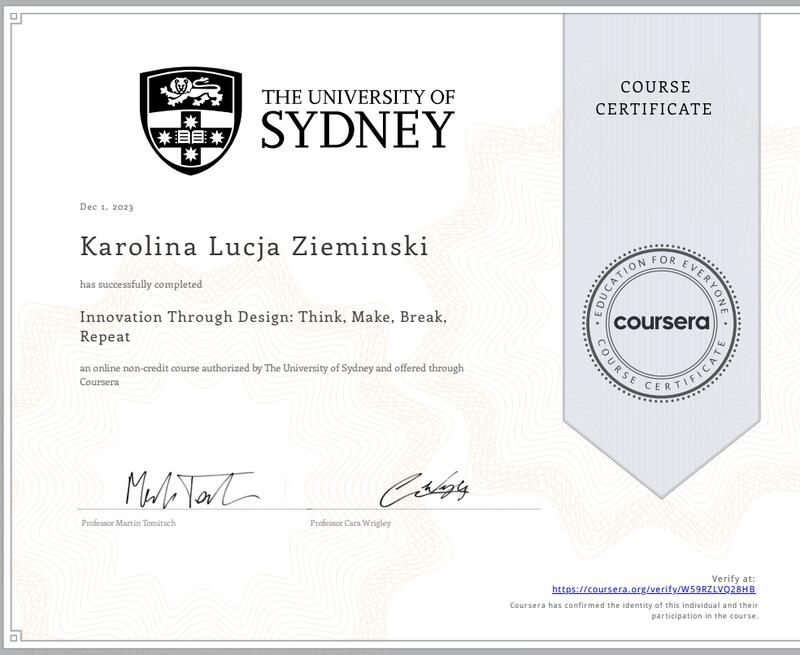 THE UNIVERSITY OF
SYDNEY
COURSE
CERTIFICATE
Dec 1, 2023
Karolina Lucja Zieminski
has successfully completed
Innovation Through Design: Think, Make, Break,
Repeat
an online non-credit course authorized by The University of Sydney and offered through
Coursera
EDUCATION FOR EVERYONE
coursera
COURSE CERTIFICATE
Professor Martin Tomitsch
Professor Cara Wrigley
Verify at:
https://coursera.org/verify/W59RZLVQ28HB
Coursera has confirmed the identity of this individual and their
participation in the course.